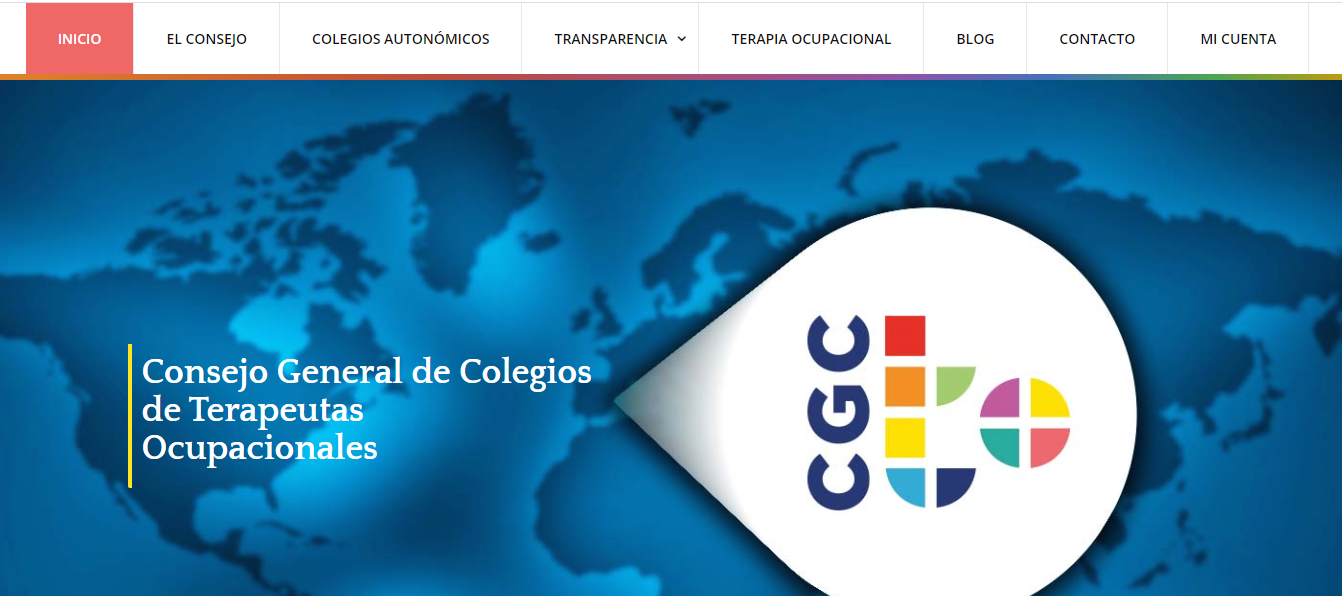 INICIO
EL CONSEJO
COLEGIOS AUTONÓMICOS
TRANSPARENCIA
TERAPIA OCUPACIONAL
BLOG
CONTACTO
MI CUENTA
Consejo General de Colegios
de Terapeutas
Ocupacionales
CGC
to